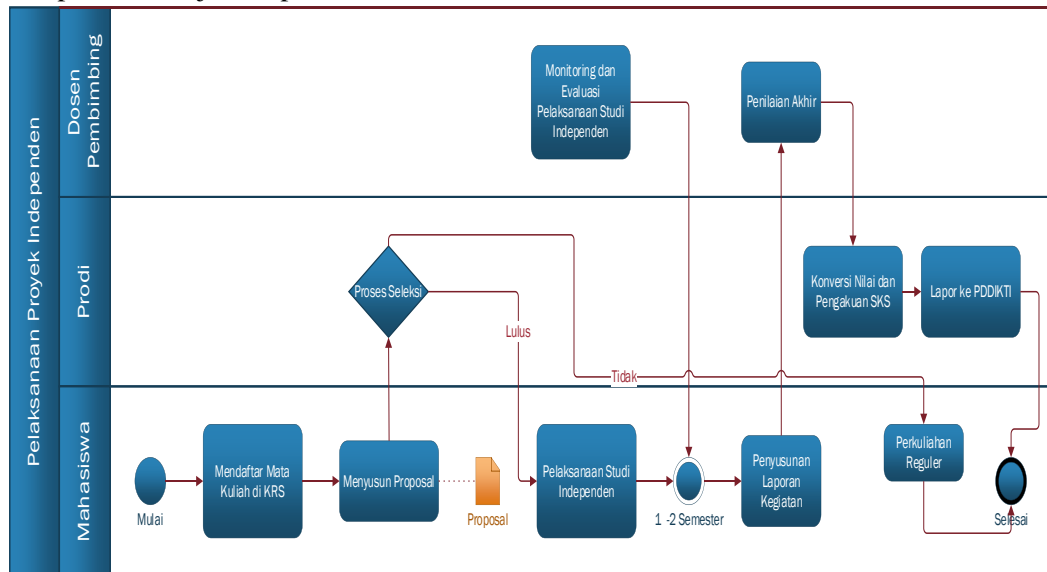 Pelaksanaan Proyek Independen
Dosen
Pembimbing
Monitoring dan
Evaluasi
Pelaksanaan Studi
Independen
Penilaian Akhir
Prodi
Proses Seleksi
Lulus
Tidak
Konversi Nilai dan
Pengakuan SKS
Lapor ke PDDIKTI
Mahasiswa
Mulai
Mendaftar Mata
Kuliah di KRS
Menyusun Proposal
Proposal
Pelaksanaan Studi
Independen
1 -2 Semester
Penyusunan
Laporan
Kegiatan
Perkuliahan
Reguler
Selesai